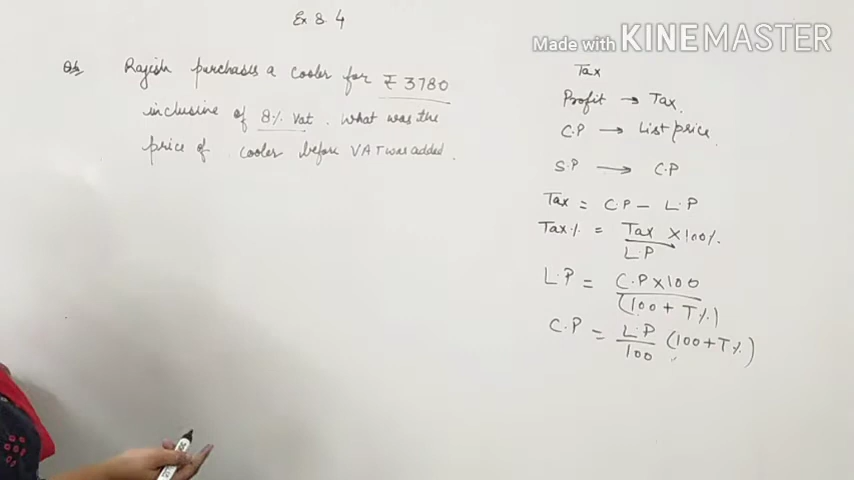 Ex 8.4
Made with KINEMASTER
Rajesh purchases a cooler for ₹ 3780
inclusive of 8% Vat. What was the
price of cooler before VAT was added.
Tax
Profit → Tax.
C.P → List price
S.P → C.P
Tax = C.P - L.P
Tax% = Tax/L.P × 100%.
L.P = C.P × 100/(100 + T%)
C.P = L.P/100 (100 + T%)